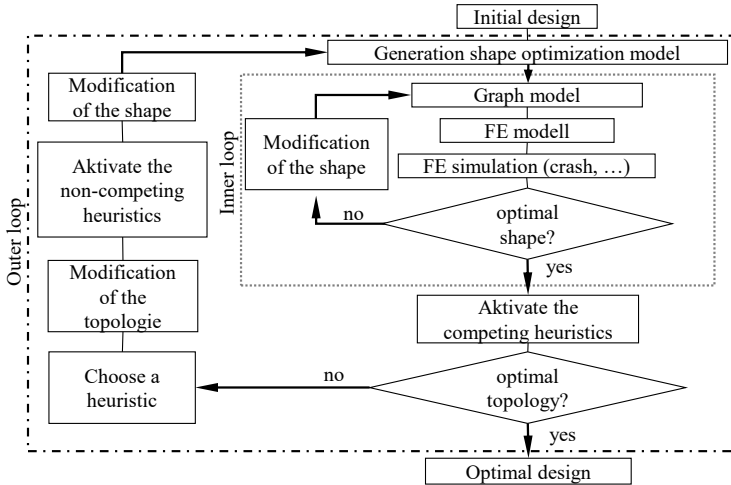 Initial design
Generation shape optimization model
Modification
of the shape
Graph model
Modification
of the shape
FE modell
Aktivate the
non-competing
heuristics
FE simulation (crash, …)
Inner loop
Outer loop
no
optimal
shape?
yes
Modification
of the
topologie
Aktivate the
competing heuristics
Choose a
heuristic
no
optimal
topology?
yes
Optimal design